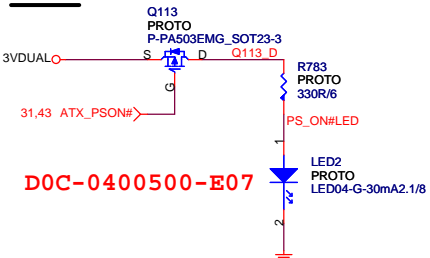 Q113
PROTO
P-PA503EMG_SOT23-3
3VDUAL
S
D
Q113_D
G
R783
PROTO
330R/6
31,43 ATX_PSON#
PS_ON#LED
1
LED2
PROTO
LED04-G-30mA2.1/8
D0C-0400500-E07
2